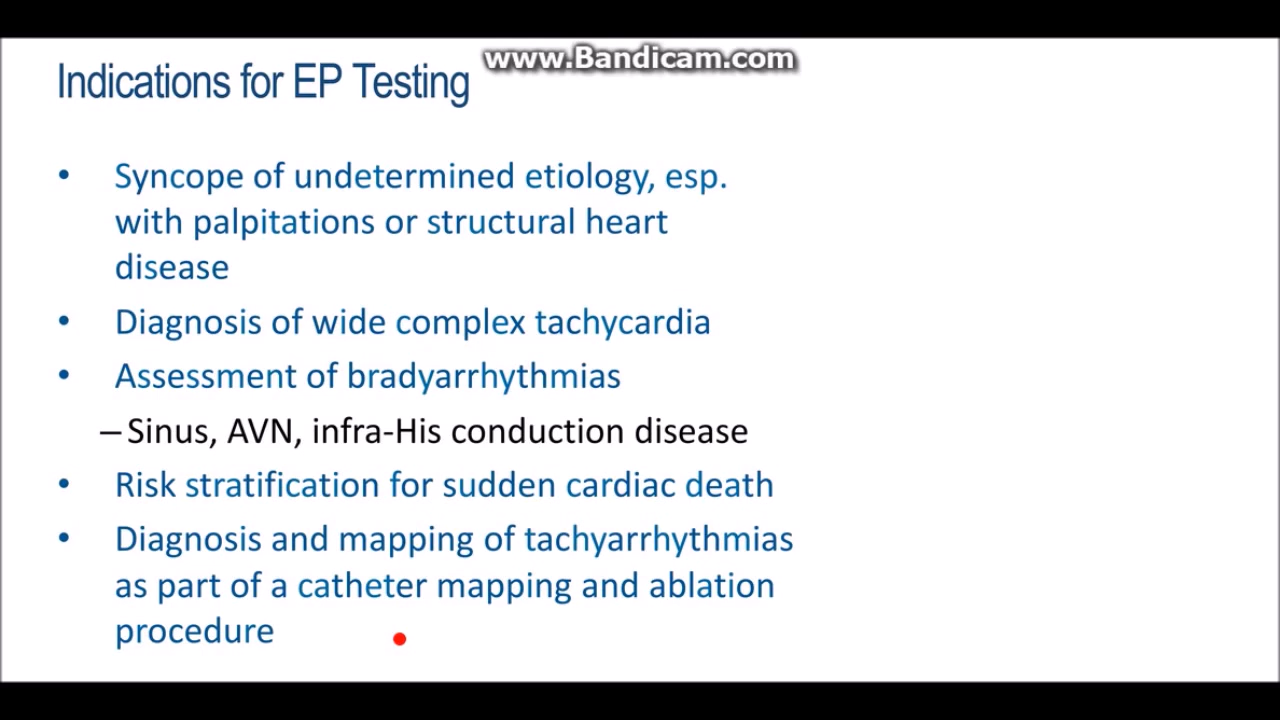 www.Bandicam.com
Indications for EP Testing
• Syncope of undetermined etiology, esp.
with palpitations or structural heart
disease
• Diagnosis of wide complex tachycardia
• Assessment of bradyarrhythmias
– Sinus, AVN, infra-His conduction disease
• Risk stratification for sudden cardiac death
• Diagnosis and mapping of tachyarrhythmias
as part of a catheter mapping and ablation
procedure